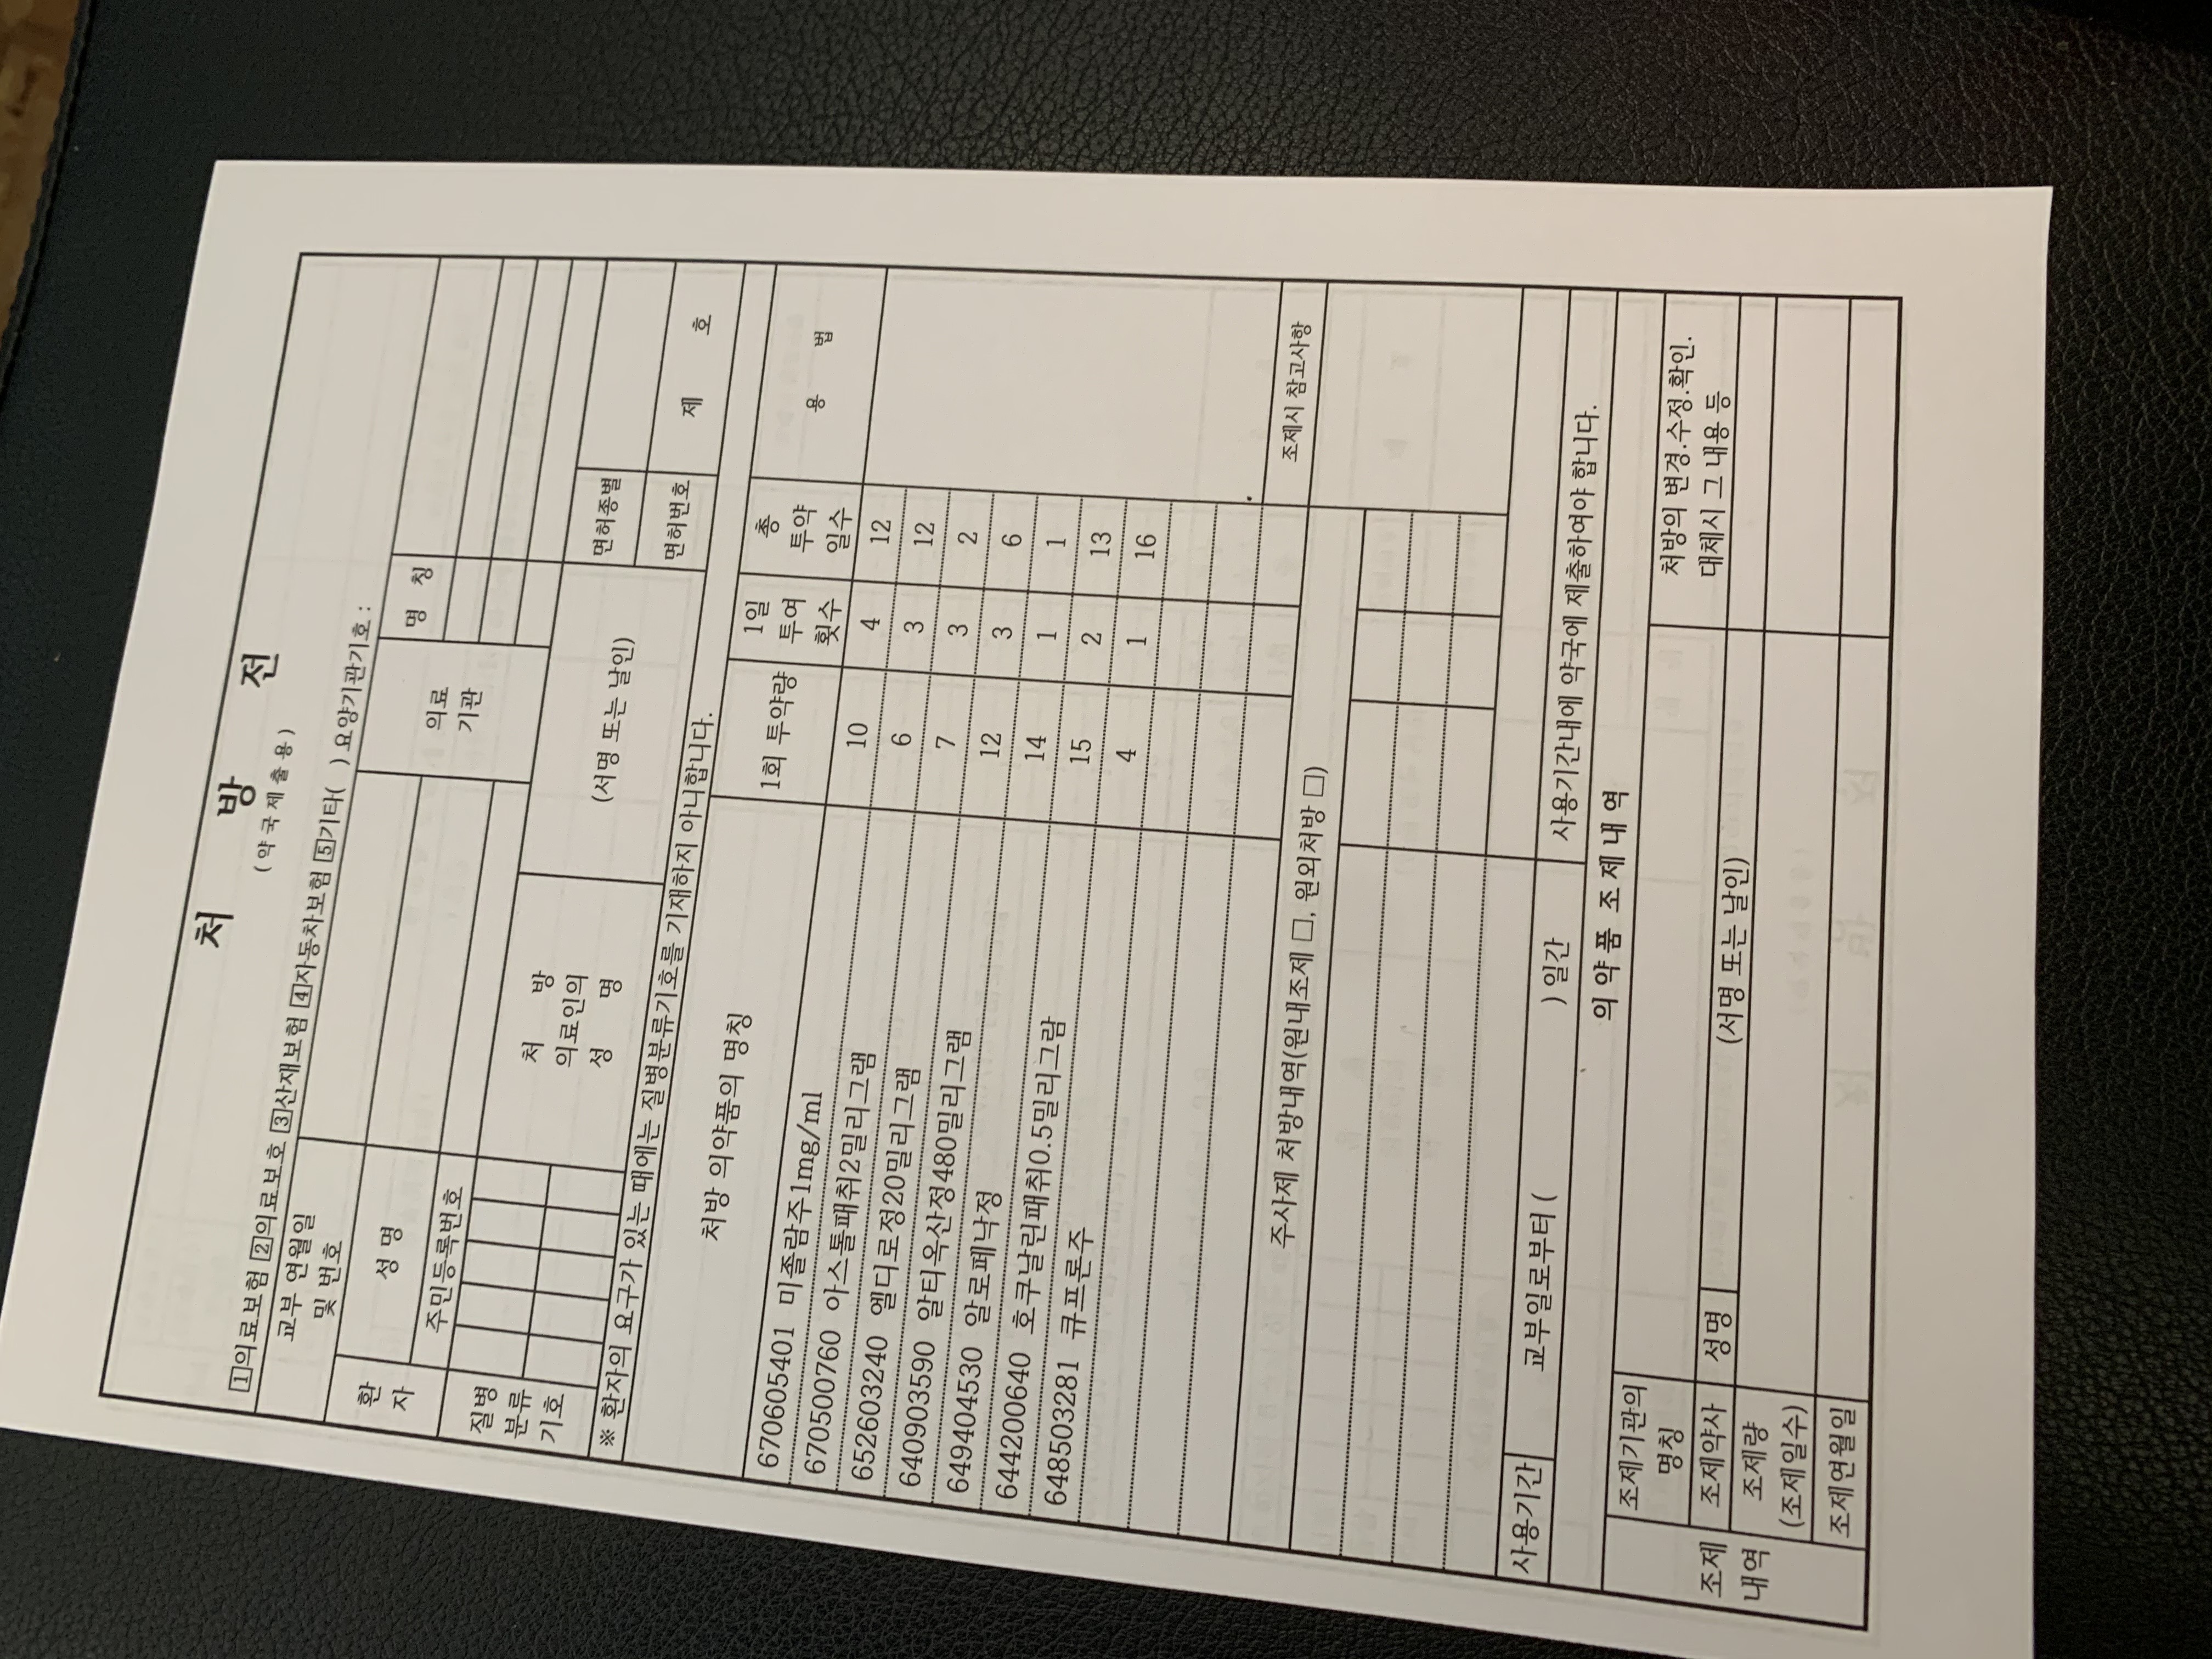 처 방 전
(약국제출용)
1의료보험 2의료보호 3산재보험 4자동차보험 5기타( ) 요양기관기호 :
교부 연월일
및 번호
환
자
성 명
주민등록번호
의료
기관
명 칭
질병
분류
기호
처 방
의료인의
성 명
(서명 또는 날인)
면허종별
면허번호
제 호
※ 환자의 요구가 있는 때에는 질병분류기호를 기재하지 아니합니다.
처방 의약품의 명칭
1회 투약량
1일
투여
횟수
총
투약
일수
용 법
670605401 미졸람주1mg/ml 10 4 12
670500760 아스톨패취2밀리그램 6 3 12
652603240 엘디로정20밀리그램 7 3 2
640903590 알티옥산정480밀리그램 12 3 6
649404530 알로페낙정 14 1 1
644200640 호쿠날린패취0.5밀리그람 15 2 13
648503281 큐프론주 4 1 16
주사제 처방내역(원내조제 □, 원외처방 □)
조제시 참고사항
사용기간
교부일로부터 ( ) 일간
사용기간내에 약국에 제출하여야 합니다.
의약품 조제내역
조제
내역
조제기관의
명칭
처방의 변경.수정.확인.
대체시 그 내용 등
조제약사
성명
(서명 또는 날인)
조제량
(조제일수)
조제연월일